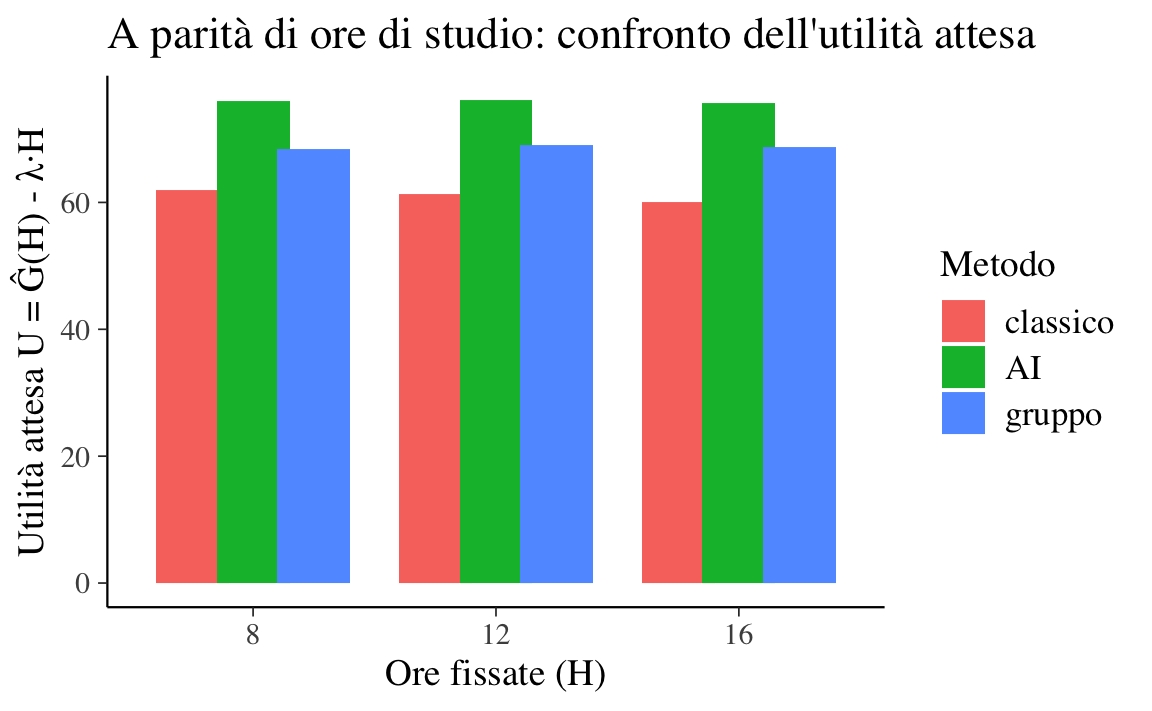 A parità di ore di studio: confronto dell'utilità attesa
Utilità attesa U = Ĝ(H) - λ·H
60
40
20
0
8 12 16
Ore fissate (H)
Metodo
classico
AI
gruppo